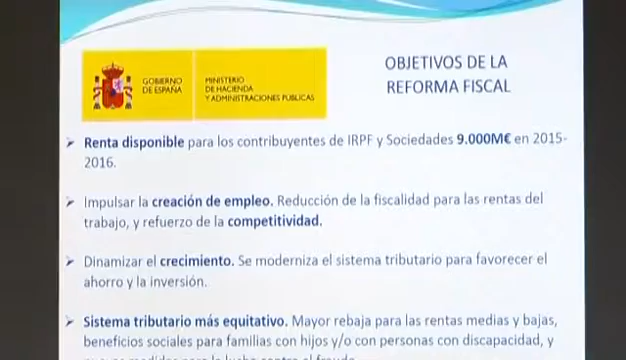 GOBIERNO
DE ESPAÑA
MINISTERIO
DE HACIENDA
Y ADMINISTRACIONES PÚBLICAS
OBJETIVOS DE LA
REFORMA FISCAL
Renta disponible para los contribuyentes de IRPF y Sociedades 9.000M€ en 2015-
2016.
Impulsar la creación de empleo. Reducción de la fiscalidad para las rentas del
trabajo, y refuerzo de la competitividad.
Dinamizar el crecimiento. Se moderniza el sistema tributario para favorecer el
ahorro y la inversión.
Sistema tributario más equitativo. Mayor rebaja para las rentas medias y bajas,
beneficios sociales para familias con hijos y/o con personas con discapacidad, y